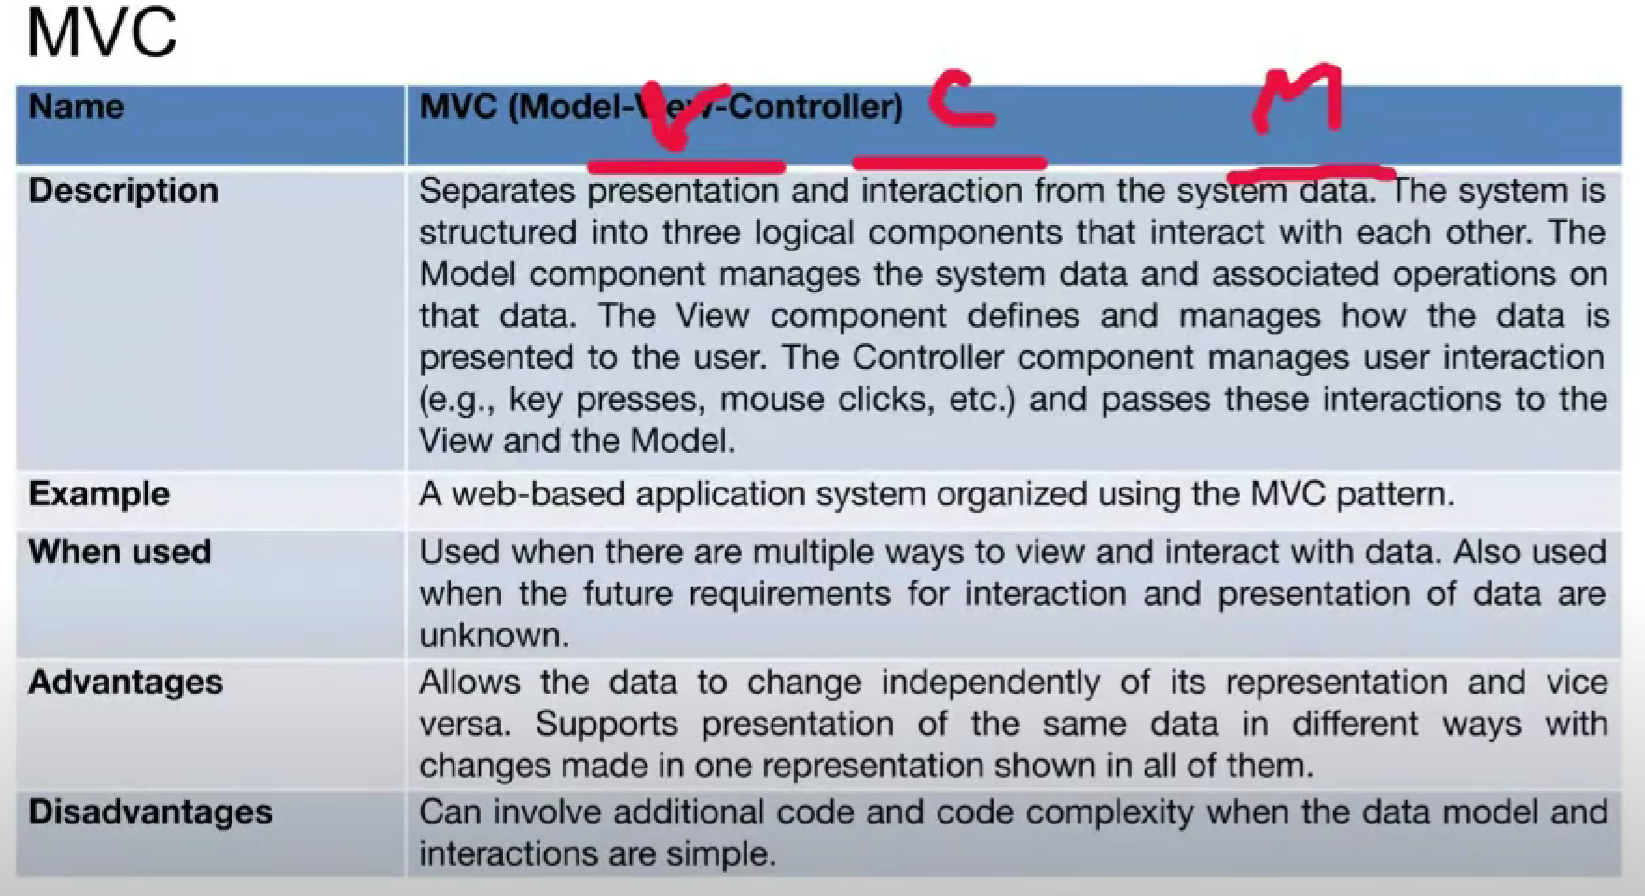 MVC
Name MVC (Model-View-Controller)
V C M
Description Separates presentation and interaction from the system data. The system is
structured into three logical components that interact with each other. The
Model component manages the system data and associated operations on
that data. The View component defines and manages how the data is
presented to the user. The Controller component manages user interaction
(e.g., key presses, mouse clicks, etc.) and passes these interactions to the
View and the Model.
Example A web-based application system organized using the MVC pattern.
When used Used when there are multiple ways to view and interact with data. Also used
when the future requirements for interaction and presentation of data are
unknown.
Advantages Allows the data to change independently of its representation and vice
versa. Supports presentation of the same data in different ways with
changes made in one representation shown in all of them.
Disadvantages Can involve additional code and code complexity when the data model and
interactions are simple.